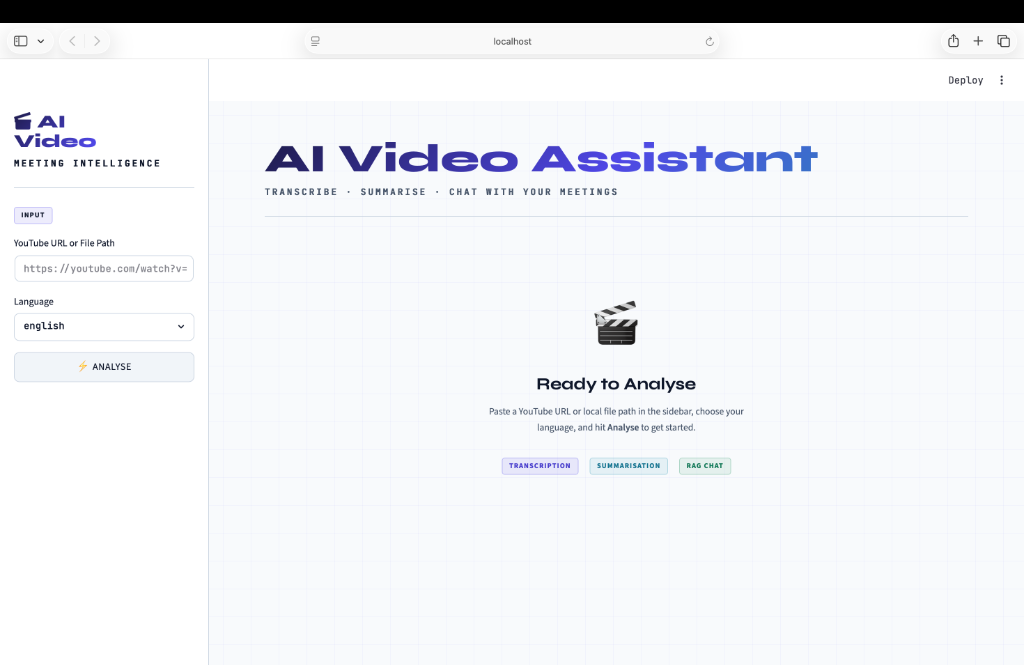 localhost
Deploy
AI
Video
MEETING INTELLIGENCE
INPUT
YouTube URL or File Path
https://youtube.com/watch?v=
Language
english
⚡ ANALYSE
AI Video Assistant
TRANSCRIBE · SUMMARISE · CHAT WITH YOUR MEETINGS
Ready to Analyse
Paste a YouTube URL or local file path in the sidebar, choose your
language, and hit Analyse to get started.
TRANSCRIPTION
SUMMARISATION
RAG CHAT